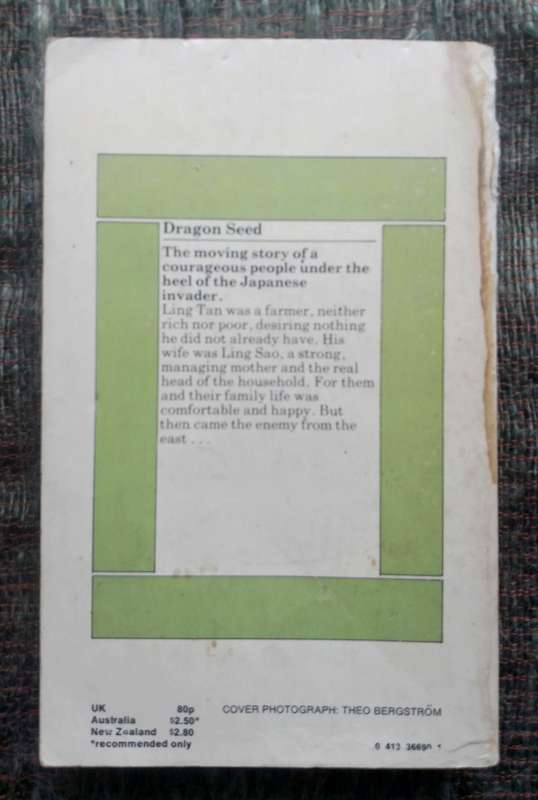 Dragon Seed
The moving story of a
courageous people under the
heel of the Japanese
invader.
Ling Tan was a farmer, neither
rich nor poor, desiring nothing
he did not already have. His
wife was Ling Sao, a strong,
managing mother and the real
head of the household. For them
and their family life was
comfortable and happy. But
then came the enemy from the
east . . .
UK 80p
Australia $2.50*
New Zealand $2.80
*recommended only
COVER PHOTOGRAPH: THEO BERGSTRÖM
0 413 36690